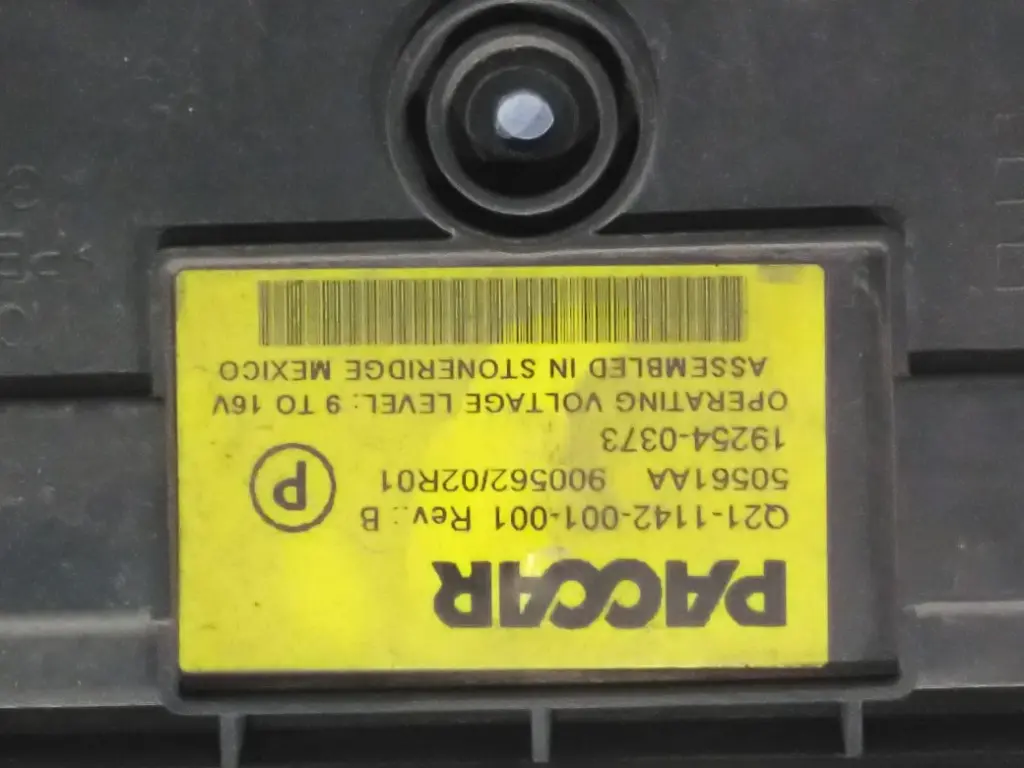 PACCAR
Q21-1142-001-001 Rev.: B
50561AA 900562/02R01
P
19254-0373
OPERATING VOLTAGE LEVEL: 9 TO 16V
ASSEMBLED IN STONERIDGE MEXICO